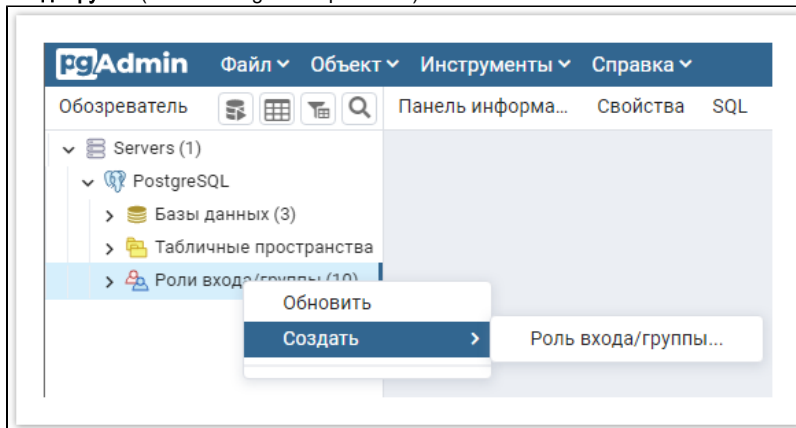 pgAdmin Файл Объект Инструменты Справка
Обозреватель Панель информа... Свойства SQL
Servers (1)
PostgreSQL
Базы данных (3)
Табличные пространства
Роли входа/группы (10)
Обновить
Создать Роль входа/группы...